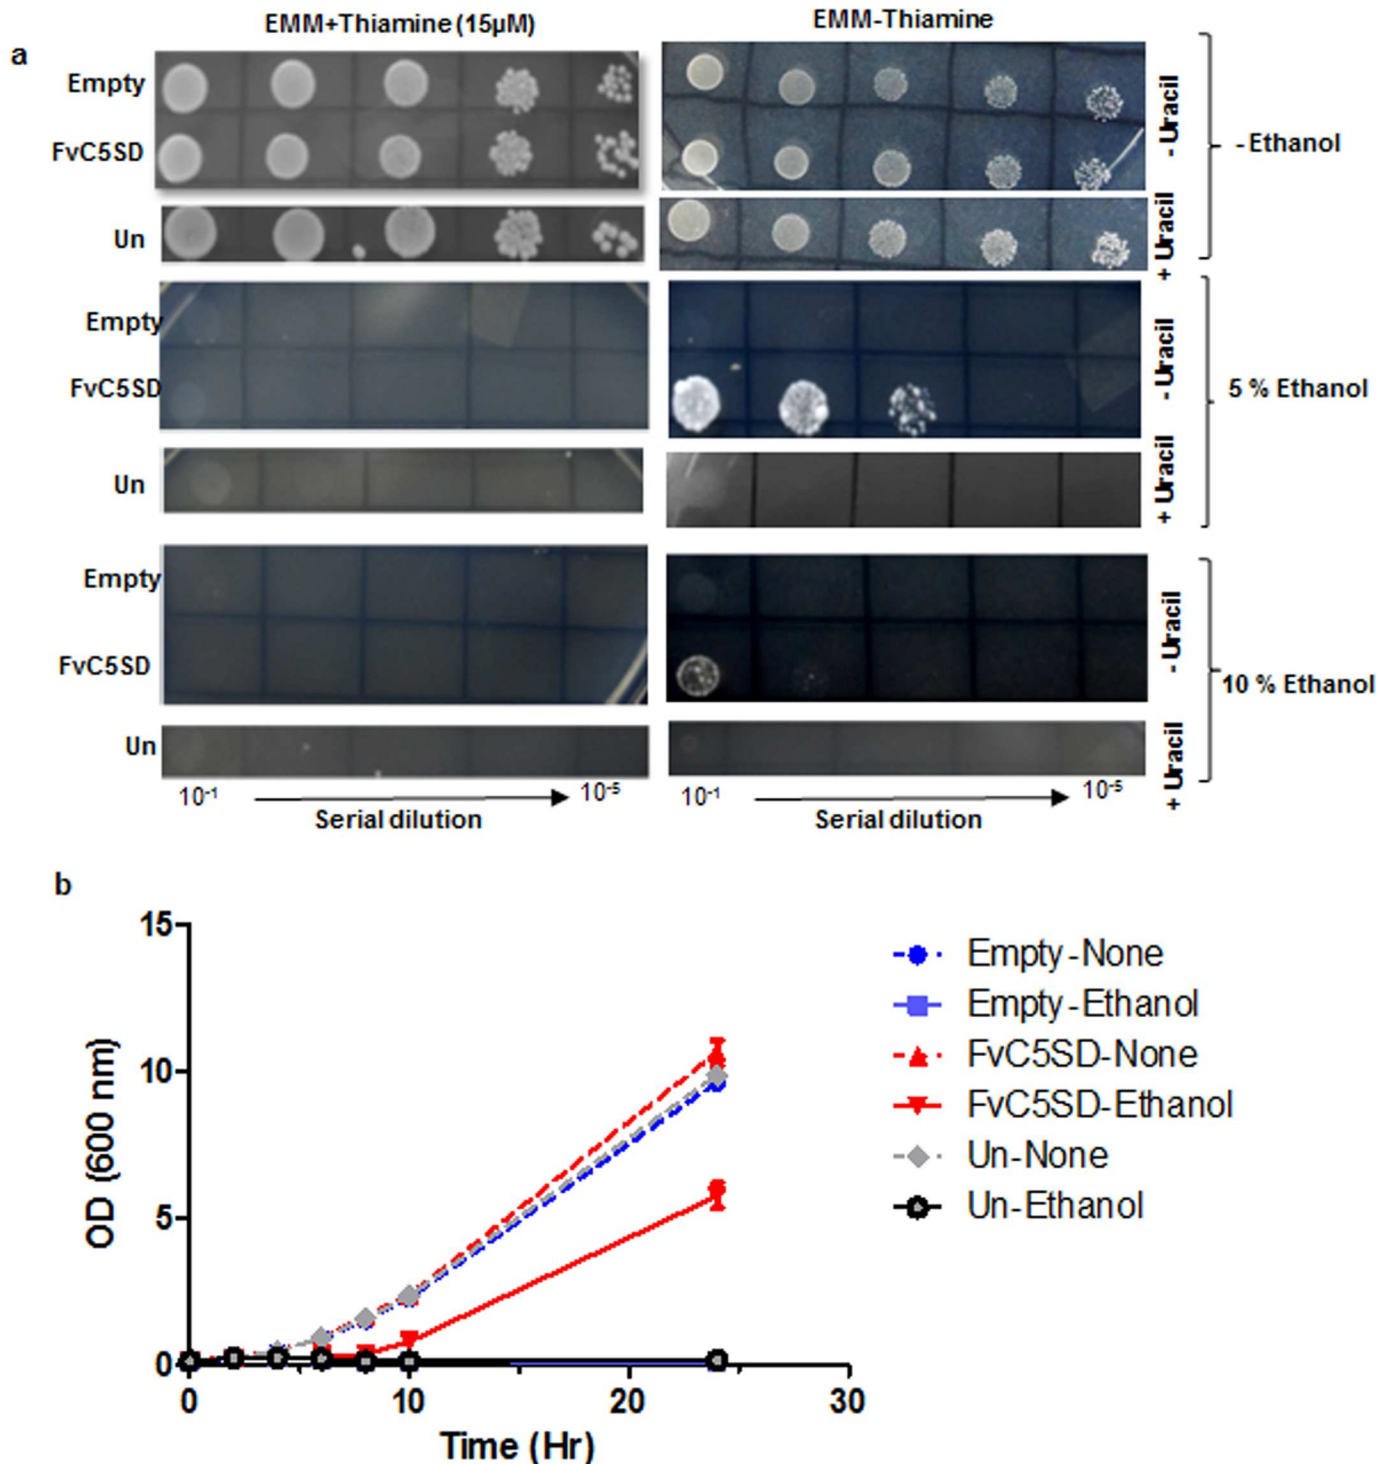 EMM+Thiamine (15µM)
EMM-Thiamine
a
Empty
FvC5SD
Un
- Uracil
+ Uracil
- Ethanol
Empty
FvC5SD
Un
- Uracil
+ Uracil
5 % Ethanol
Empty
FvC5SD
Un
- Uracil
+ Uracil
10 % Ethanol
10-1
10-5
10-1
10-5
Serial dilution
Serial dilution
b
15
10
5
0
OD (600 nm)
0
10
20
30
Time (Hr)
Empty-None
Empty-Ethanol
FvC5SD-None
FvC5SD-Ethanol
Un-None
Un-Ethanol